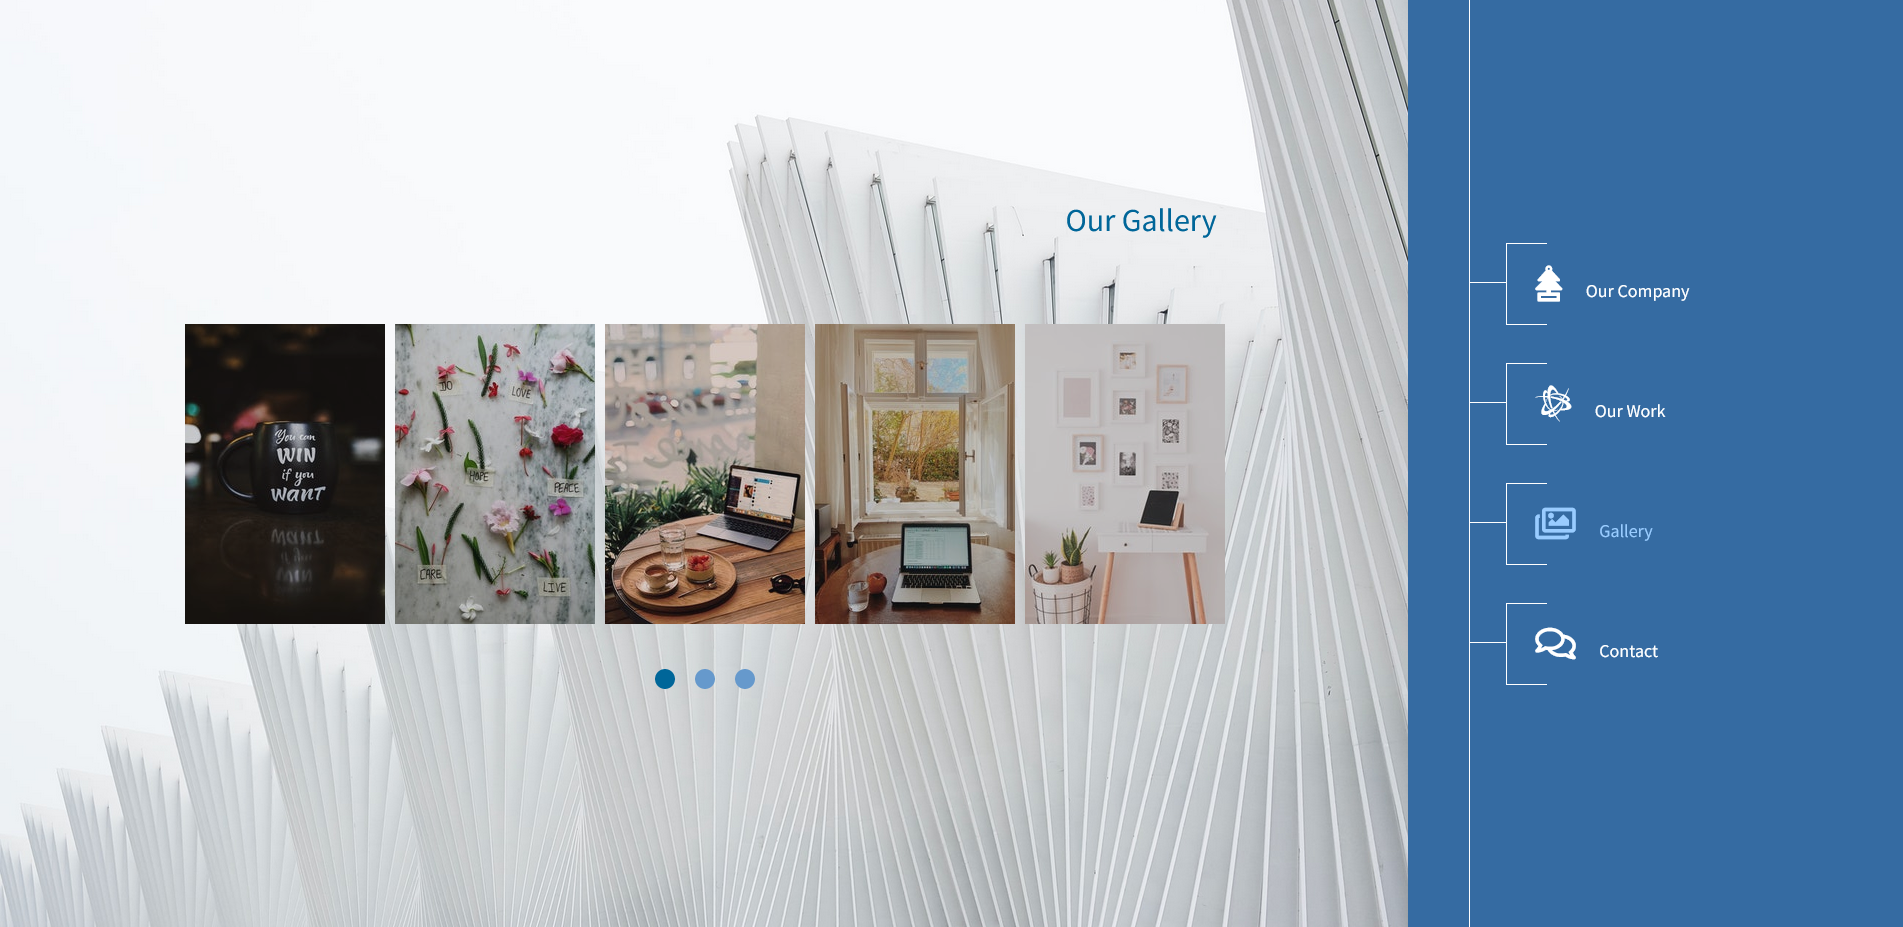 Our Gallery
You can
WIN
if you
WANT
DO
LOVE
HOPE
PEACE
CARE
LIVE
Our Company
Our Work
Gallery
Contact